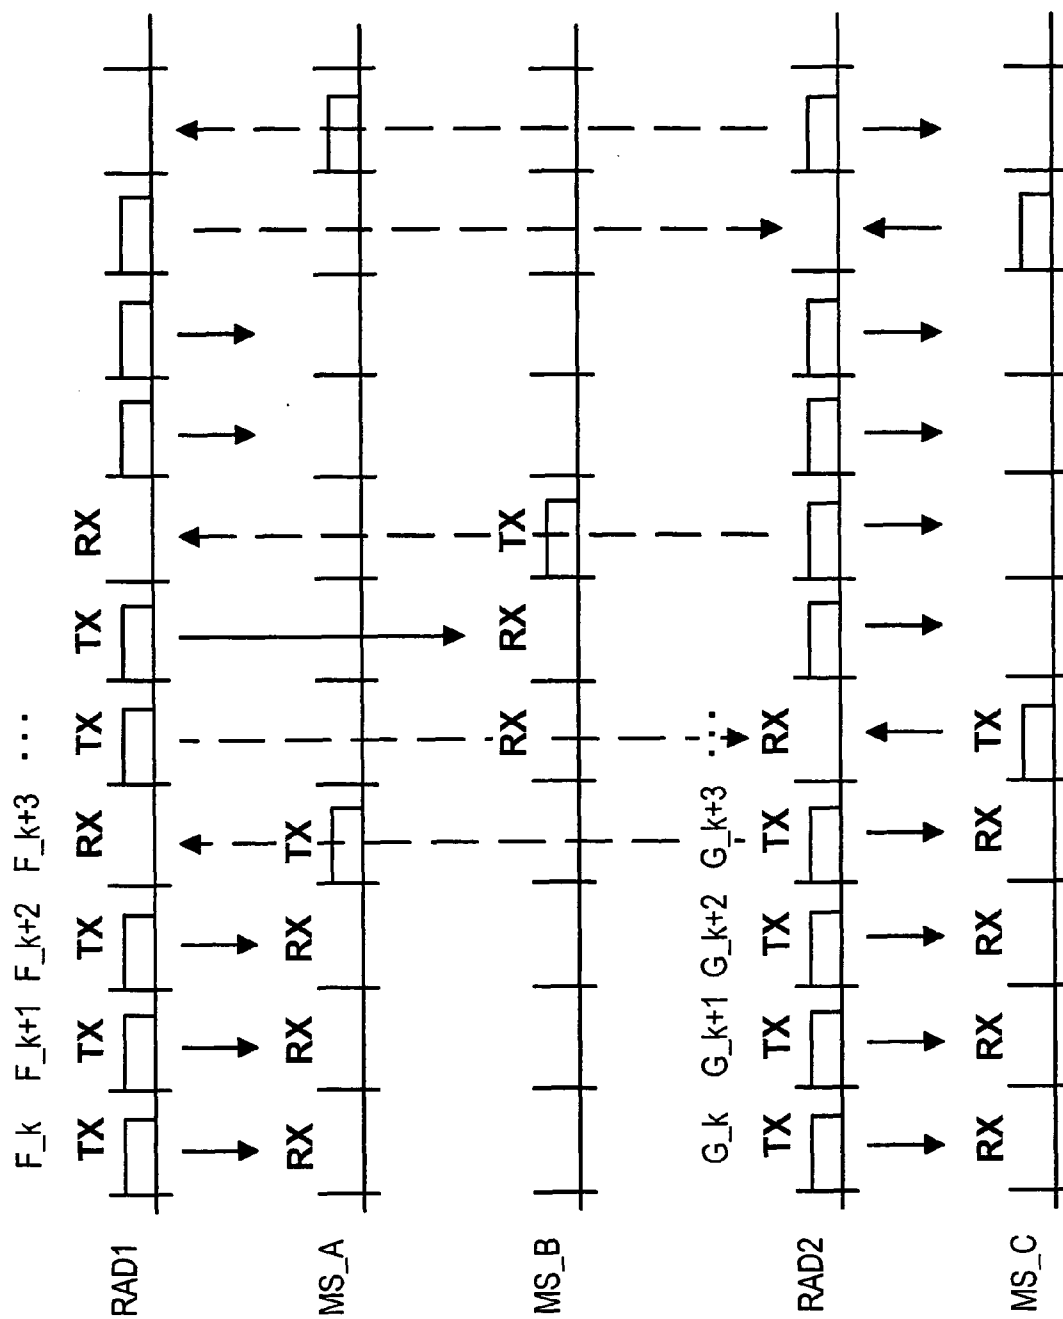 F_k F_k+1 F_k+2 F_k+3 ...
TX TX TX RX TX TX RX
RAD1
RX RX RX TX
MS_A
RX RX TX
MS_B
G_k G_k+1 G_k+2 G_k+3 ...
TX TX TX TX RX
RAD2
RX RX RX RX TX
MS_C